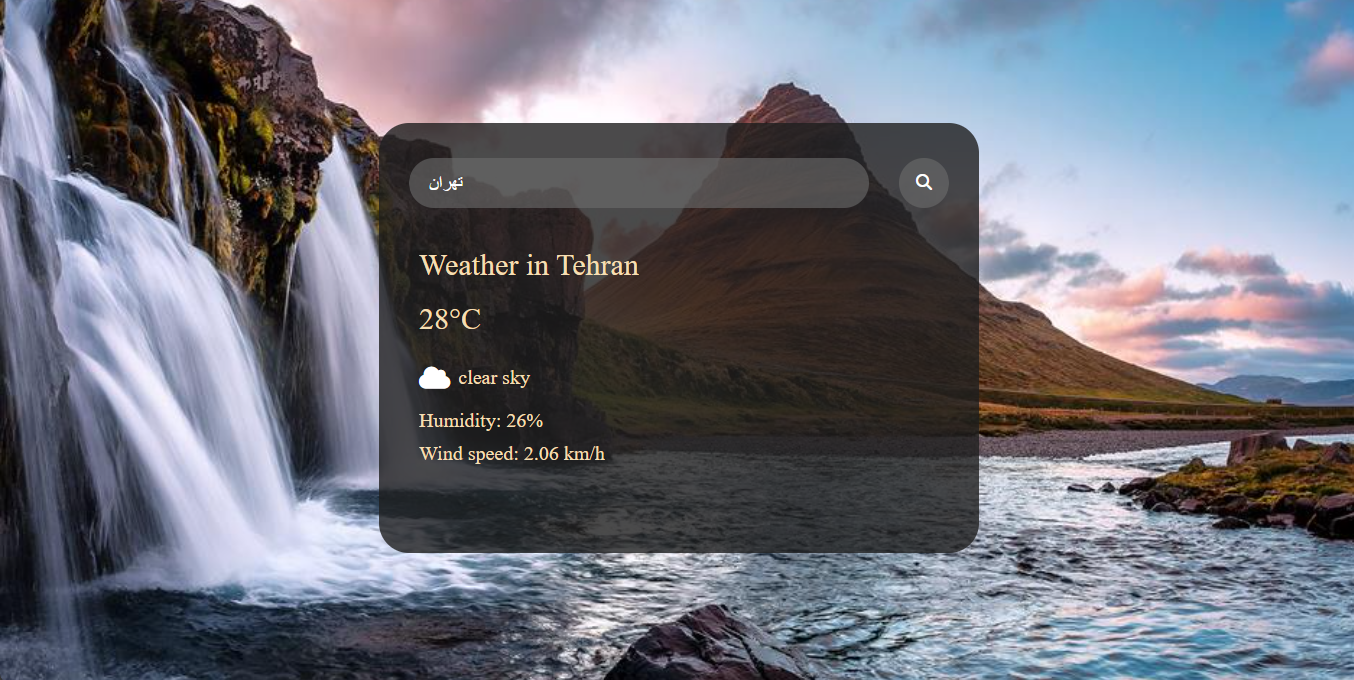 تهران
Weather in Tehran
28°C
clear sky
Humidity: 26%
Wind speed: 2.06 km/h